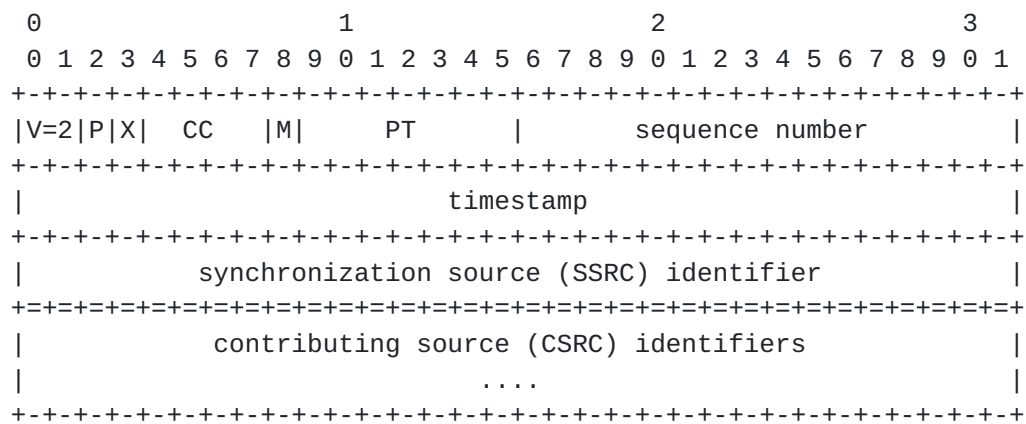 0                   1                   2                   3
 0 1 2 3 4 5 6 7 8 9 0 1 2 3 4 5 6 7 8 9 0 1 2 3 4 5 6 7 8 9 0 1
+-+-+-+-+-+-+-+-+-+-+-+-+-+-+-+-+-+-+-+-+-+-+-+-+-+-+-+-+-+-+-+-+
|V=2|P|X|  CC   |M|     PT      |       sequence number         |
+-+-+-+-+-+-+-+-+-+-+-+-+-+-+-+-+-+-+-+-+-+-+-+-+-+-+-+-+-+-+-+-+
|                           timestamp                           |
+-+-+-+-+-+-+-+-+-+-+-+-+-+-+-+-+-+-+-+-+-+-+-+-+-+-+-+-+-+-+-+-+
|           synchronization source (SSRC) identifier            |
+=+=+=+=+=+=+=+=+=+=+=+=+=+=+=+=+=+=+=+=+=+=+=+=+=+=+=+=+=+=+=+=+
|            contributing source (CSRC) identifiers             |
|                             ....                              |
+-+-+-+-+-+-+-+-+-+-+-+-+-+-+-+-+-+-+-+-+-+-+-+-+-+-+-+-+-+-+-+-+